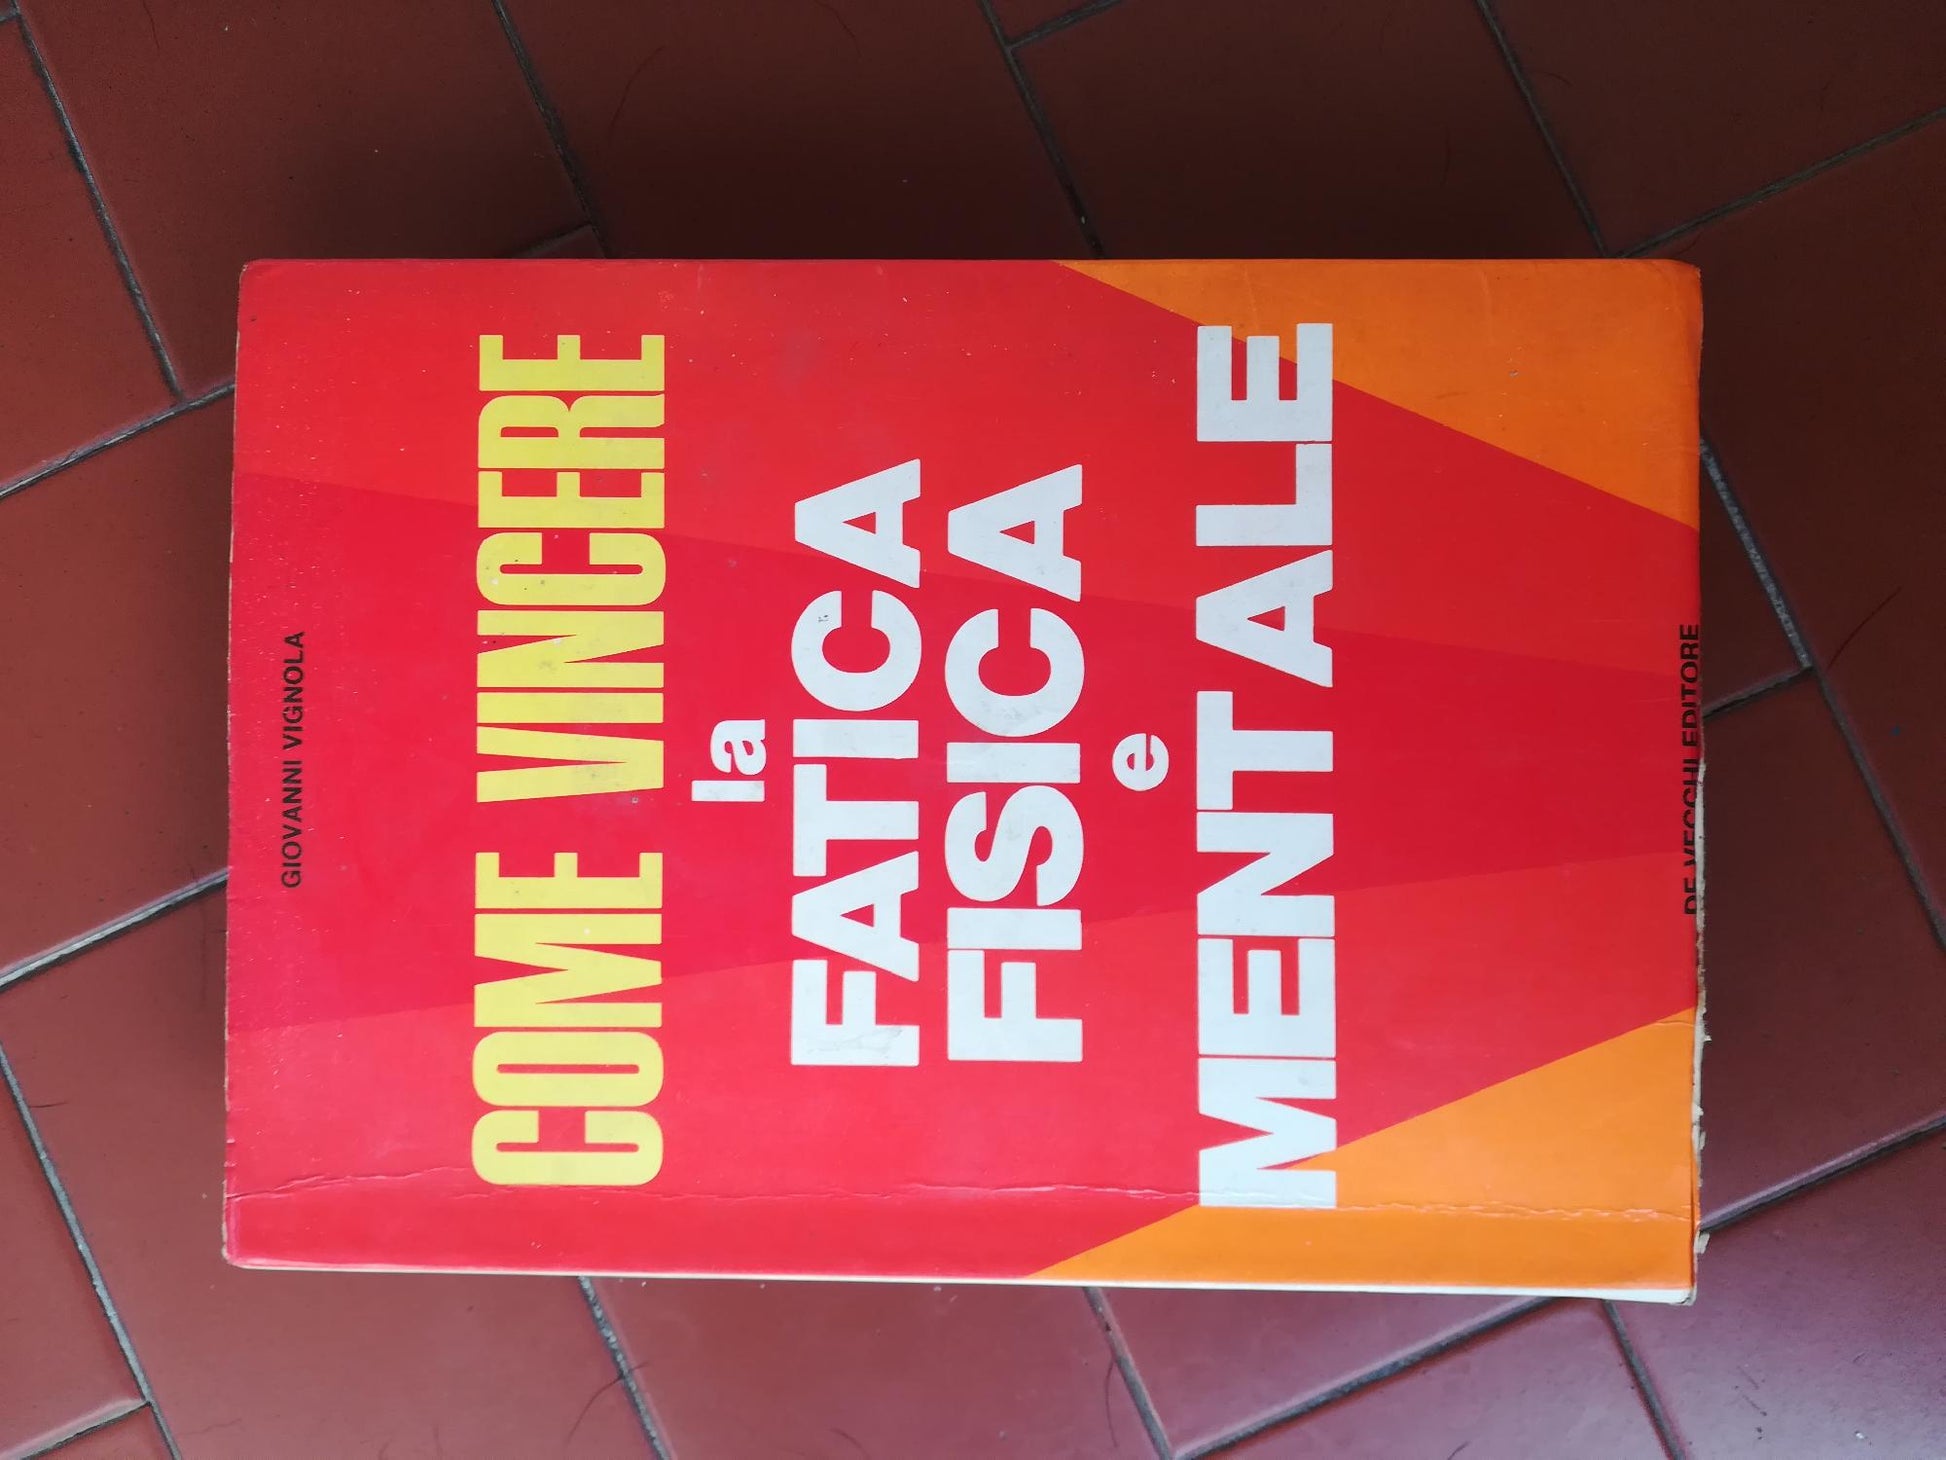 GIOVANNI VIGNOLA
COME VINCERE
la
FATICA
FISICA
e
MENTALE
DE VECCHI EDITORE